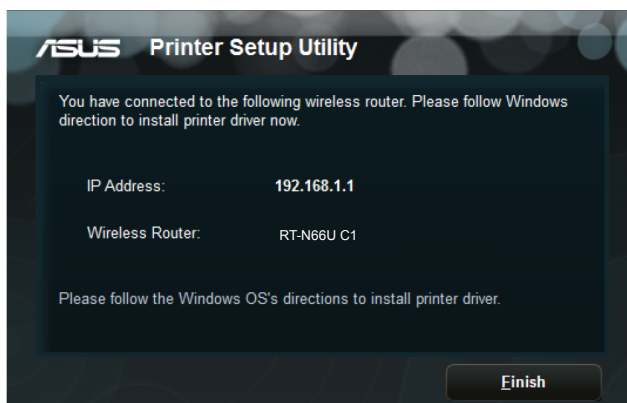 ASUS Printer Setup Utility
You have connected to the following wireless router. Please follow Windows
direction to install printer driver now.
IP Address: 192.168.1.1
Wireless Router: RT-N66U C1
Please follow the Windows OS's directions to install printer driver.
Finish